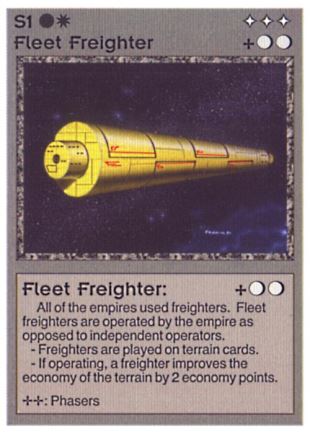 S1
Fleet Freighter
Fleet Freighter:
All of the empires used freighters. Fleet
freighters are operated by the empire as
opposed to independent operators.
- Freighters are played on terrain cards.
- If operating, a freighter improves the
economy of the terrain by 2 economy points.
: Phasers